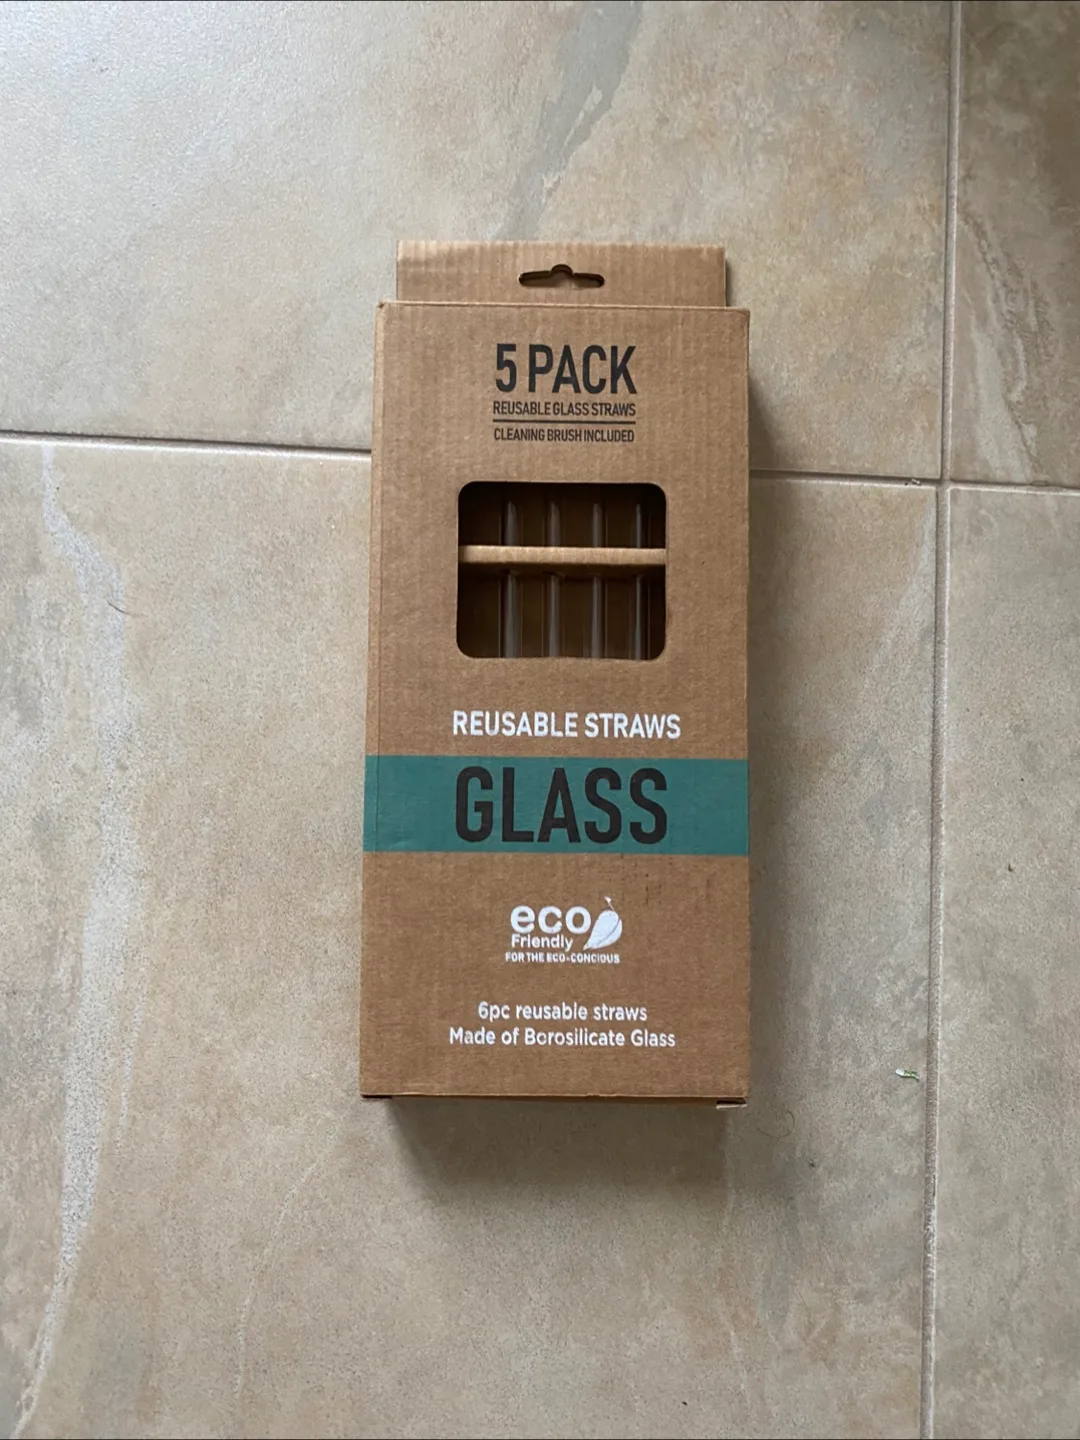 5 PACK
REUSABLE GLASS STRAWS
CLEANING BRUSH INCLUDED
REUSABLE STRAWS
GLASS
eco
Friendly
FOR THE ECO-CONCIOUS
6pc reusable straws
Made of Borosilicate Glass